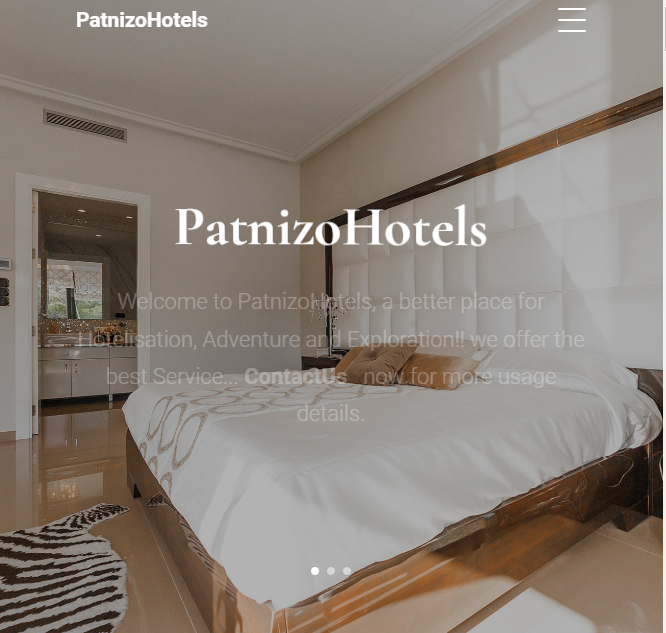 PatnizoHotels
PatnizoHotels
Welcome to PatnizoHotels, a better place for
Hotelisation, Adventure and Exploration!! we offer the
best Service... ContactUs now for more usage
details.